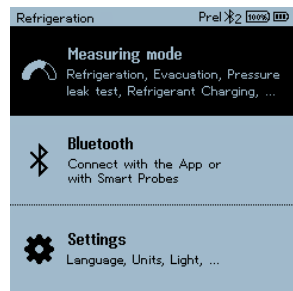 Refrigeration Prel 2 100%
Measuring mode
Refrigeration, Evacuation, Pressure
leak test, Refrigerant Charging, ...
Bluetooth
Connect with the App or
with Smart Probes
Settings
Language, Units, Light, ...